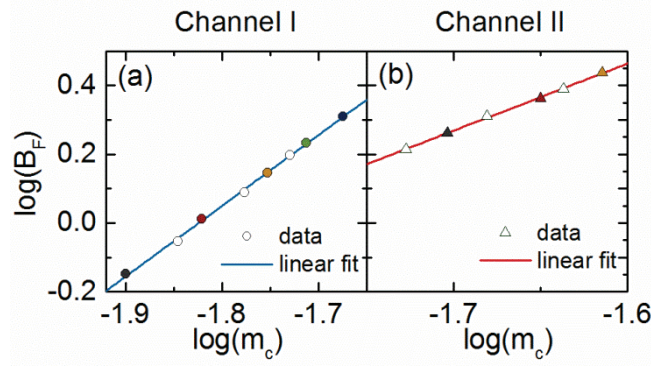 Channel I
Channel II
(a)
(b)
0.4
0.2
0.0
-0.2
log(B_F)
data
linear fit
data
linear fit
-1.9
-1.8
-1.7
-1.7
-1.6
log(m_c)
log(m_c)